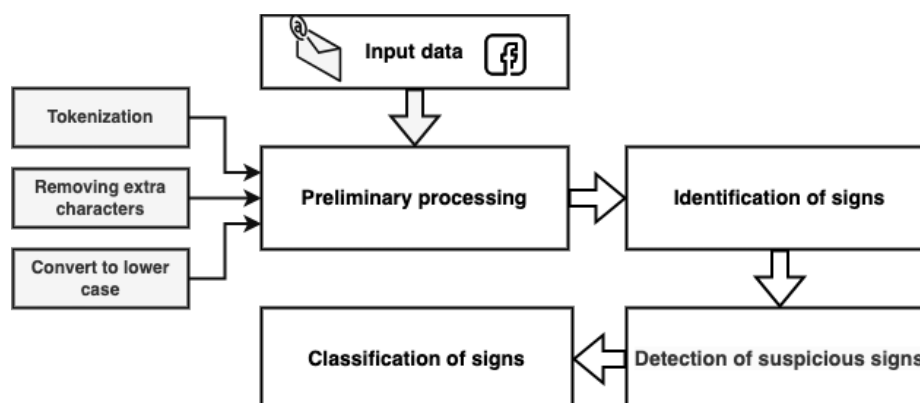 @
Input data
f
Tokenization
Removing extra
characters
Convert to lower
case
Preliminary processing
Identification of signs
Classification of signs
Detection of suspicious signs